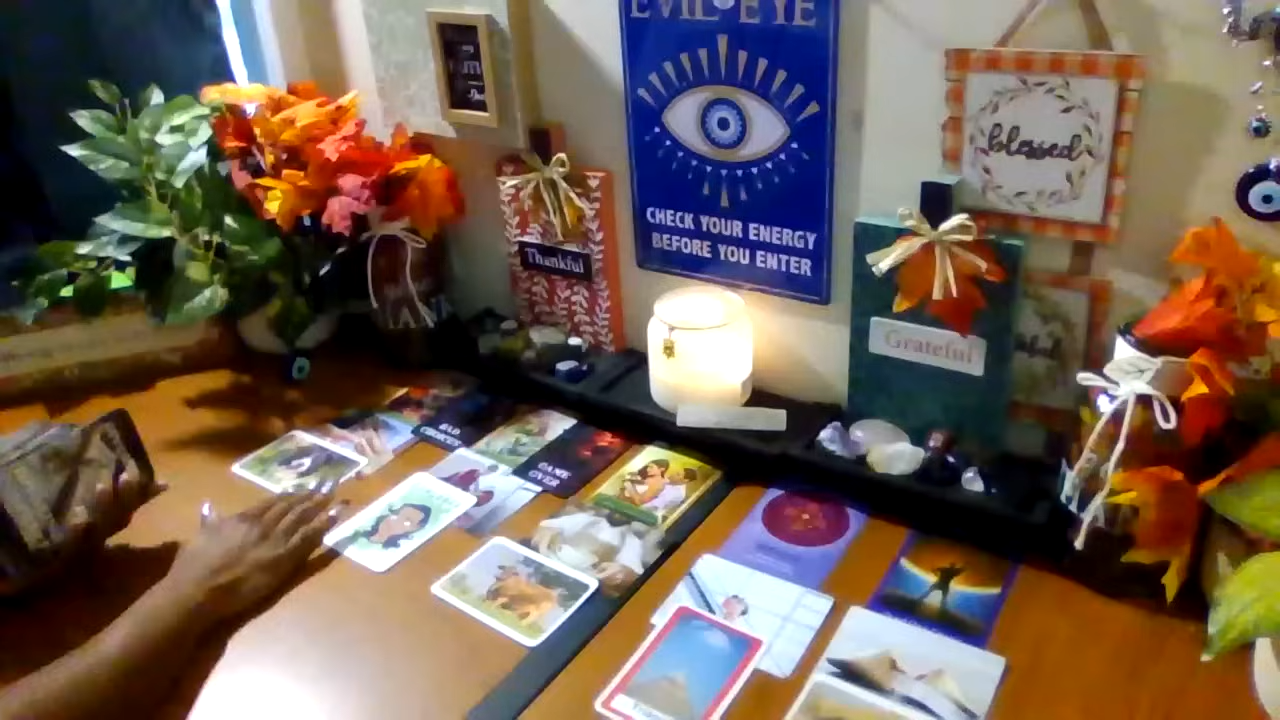 EVIL EYE
CHECK YOUR ENERGY
BEFORE YOU ENTER
blessed
Thankful
Grateful
BAD
CHOICES
GAME
OVER